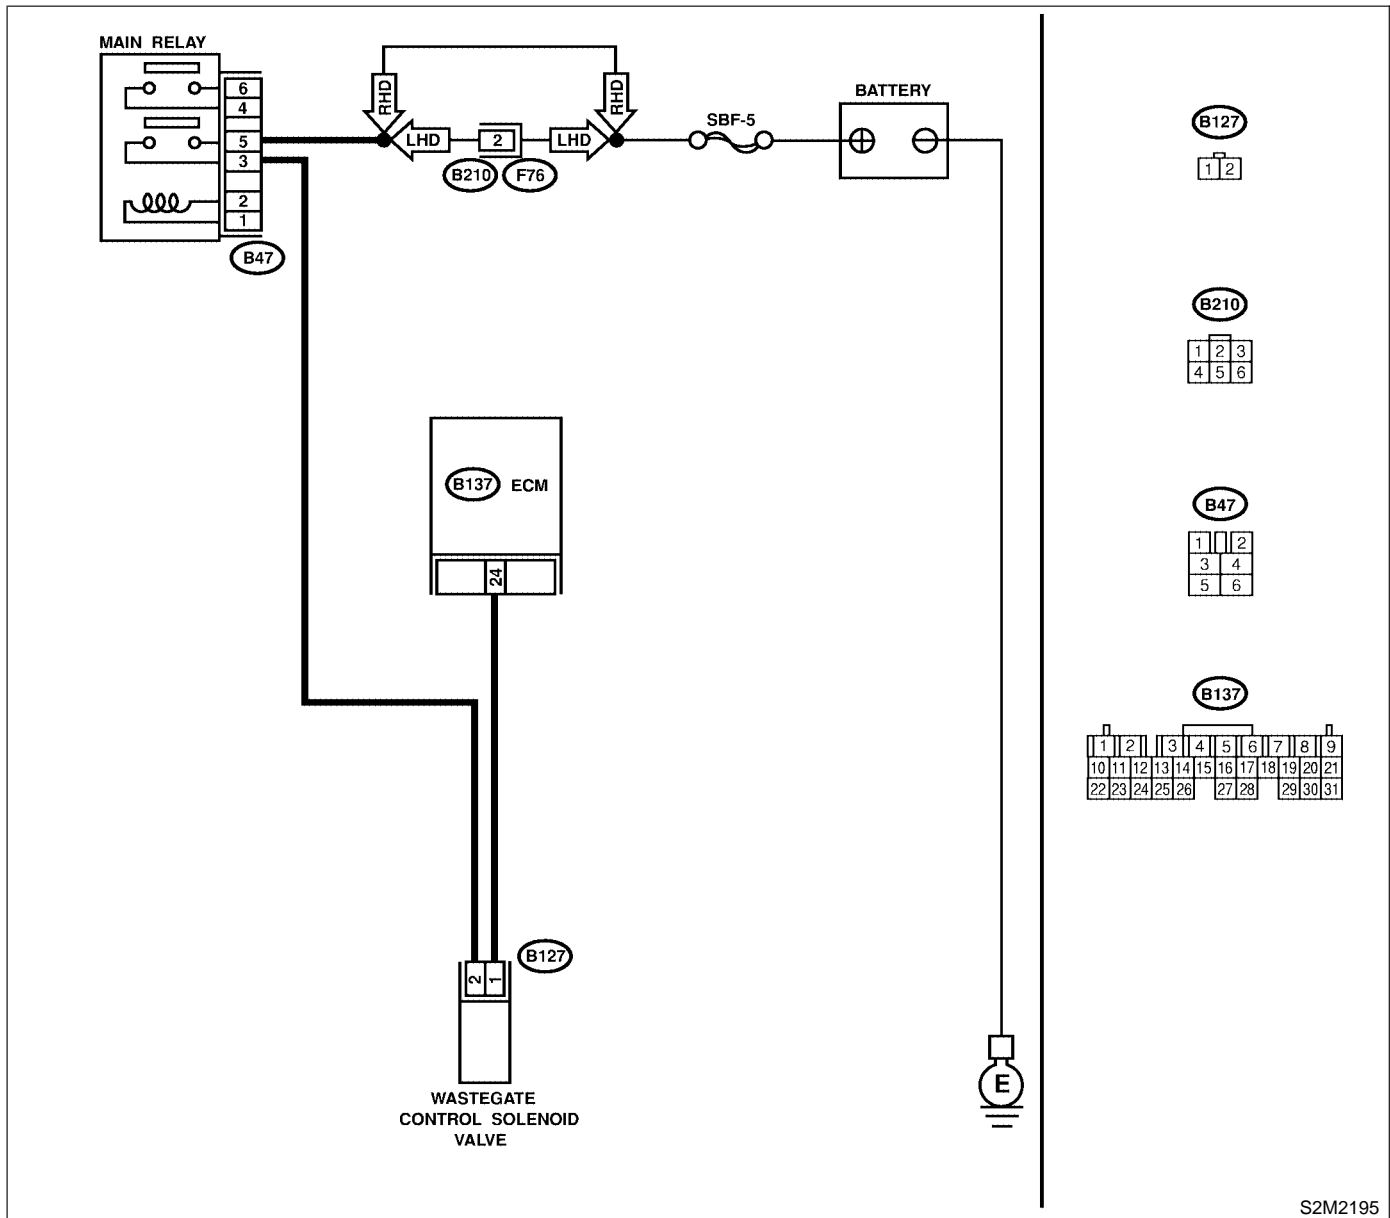 MAIN RELAY
6
4
5
3
2
1
B47
RHD
RHD
LHD
2
LHD
B210
F76
SBF-5
BATTERY
B137 ECM
24
2 1
B127
WASTEGATE
CONTROL SOLENOID
VALVE
E
B127
1 2
B210
1 2 3
4 5 6
B47
1 2
3 4
5 6
B137
1 2 3 4 5 6 7 8 9
10 11 12 13 14 15 16 17 18 19 20 21
22 23 24 25 26 27 28 29 30 31
S2M2195